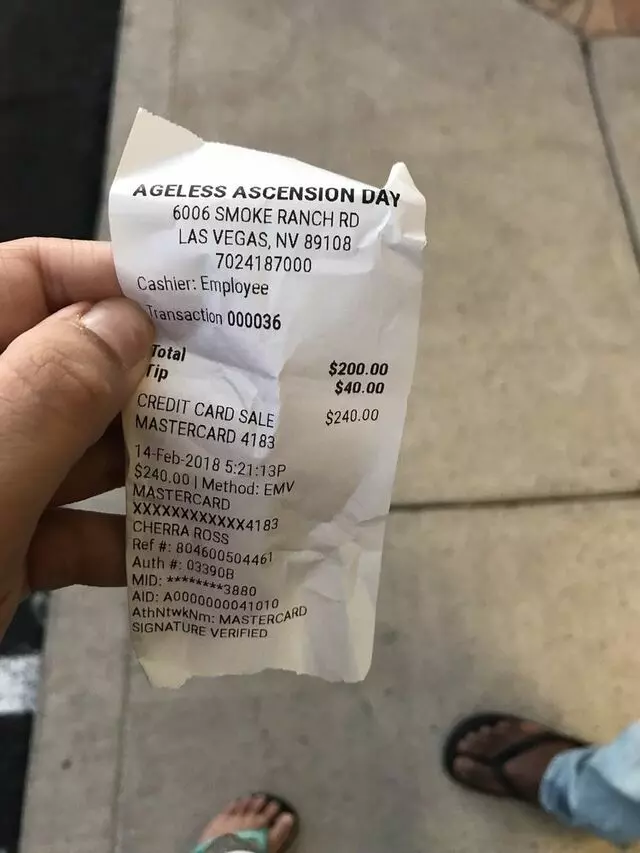 AGELESS ASCENSION DAY
6006 SMOKE RANCH RD
LAS VEGAS, NV 89108
7024187000
Cashier: Employee
Transaction 000036
Total $200.00
Tip $40.00
CREDIT CARD SALE $240.00
MASTERCARD 4183
14-Feb-2018 5:21:13P
$240.00 | Method: EMV
MASTERCARD
XXXXXXXXXXXX4183
CHERRA ROSS
Ref #: 804600504461
Auth #: 03390B
MID: ********3880
AID: A0000000041010
AthNtwkNm: MASTERCARD
SIGNATURE VERIFIED